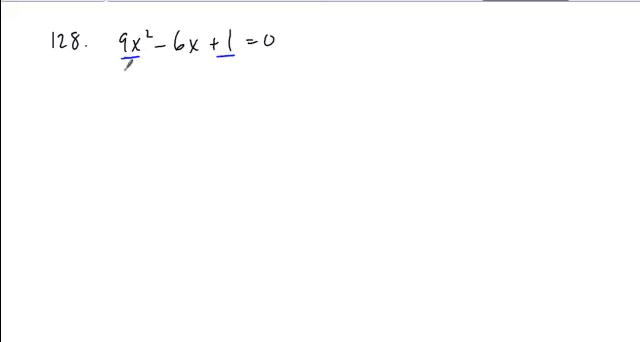 128. 9x² - 6x + 1 = 0